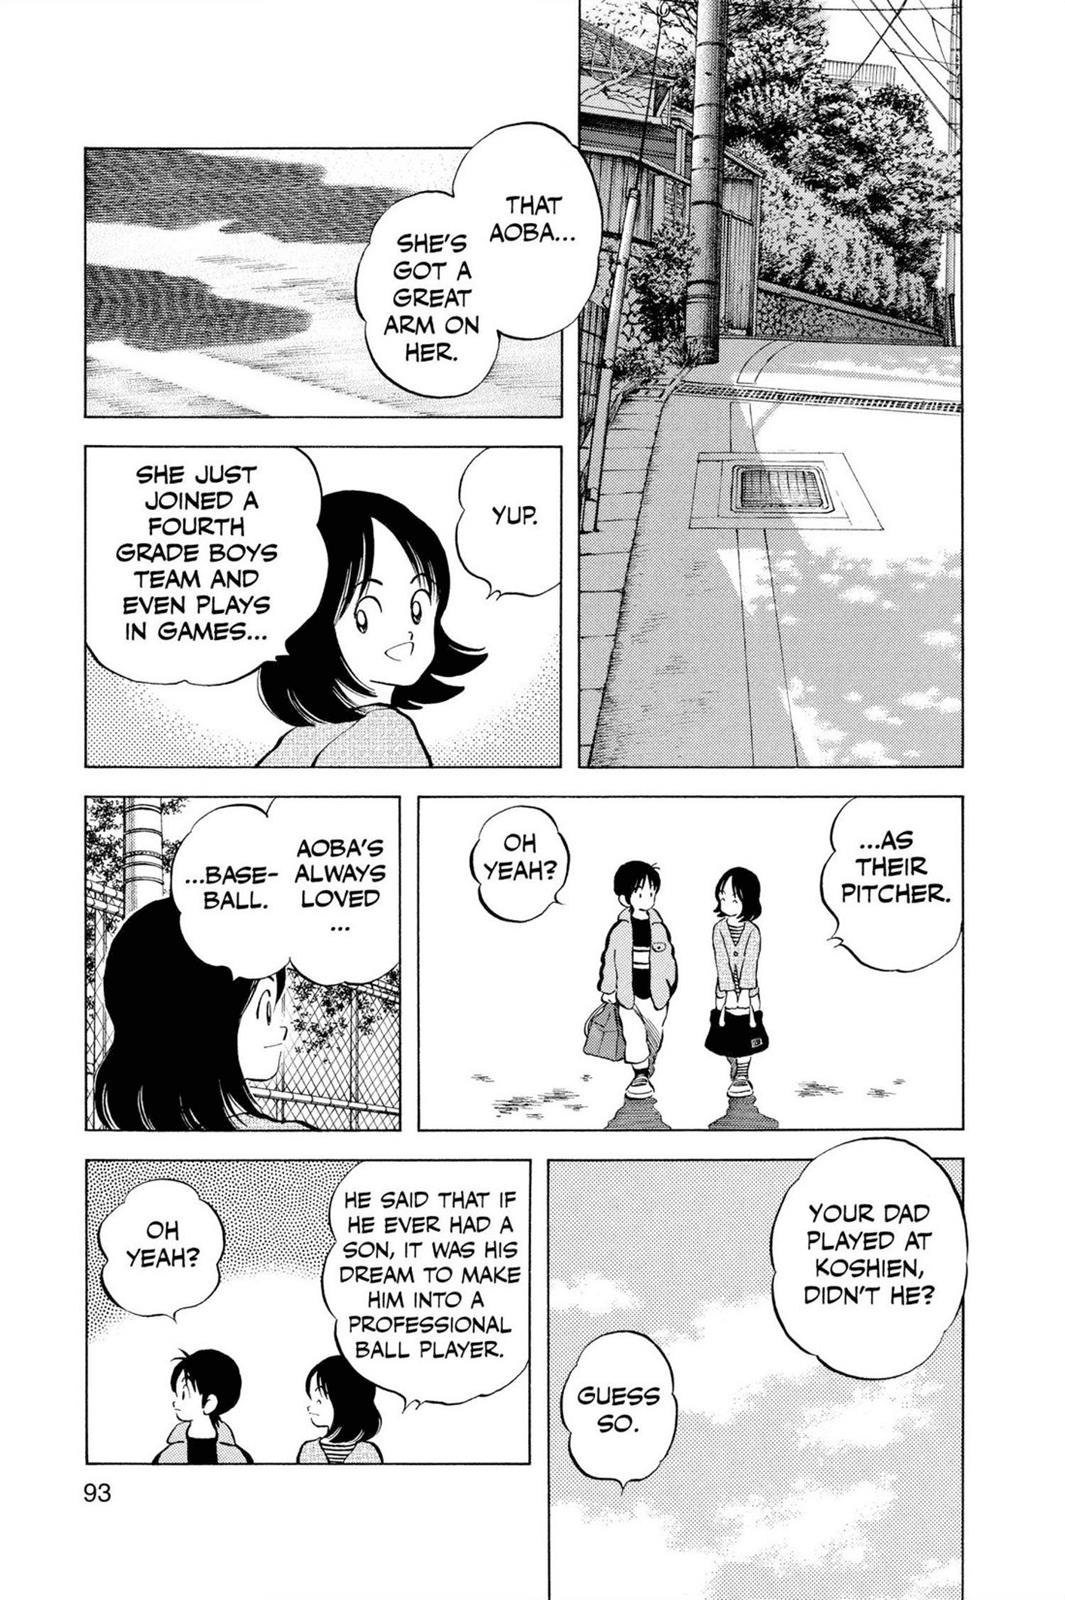 THAT
AOBA...
SHE'S
GOT A
GREAT
ARM ON
HER.
YUP.
SHE JUST
JOINED A
FOURTH
GRADE BOYS
TEAM AND
EVEN PLAYS
IN GAMES...
...AS
THEIR
PITCHER.
OH
YEAH?
AOBA'S
ALWAYS
LOVED
...
...BASE-
BALL.
YOUR DAD
PLAYED AT
KOSHIEN,
DIDN'T HE?
GUESS
SO.
HE SAID THAT IF
HE EVER HAD A
SON, IT WAS HIS
DREAM TO MAKE
HIM INTO A
PROFESSIONAL
BALL PLAYER.
OH
YEAH?
93